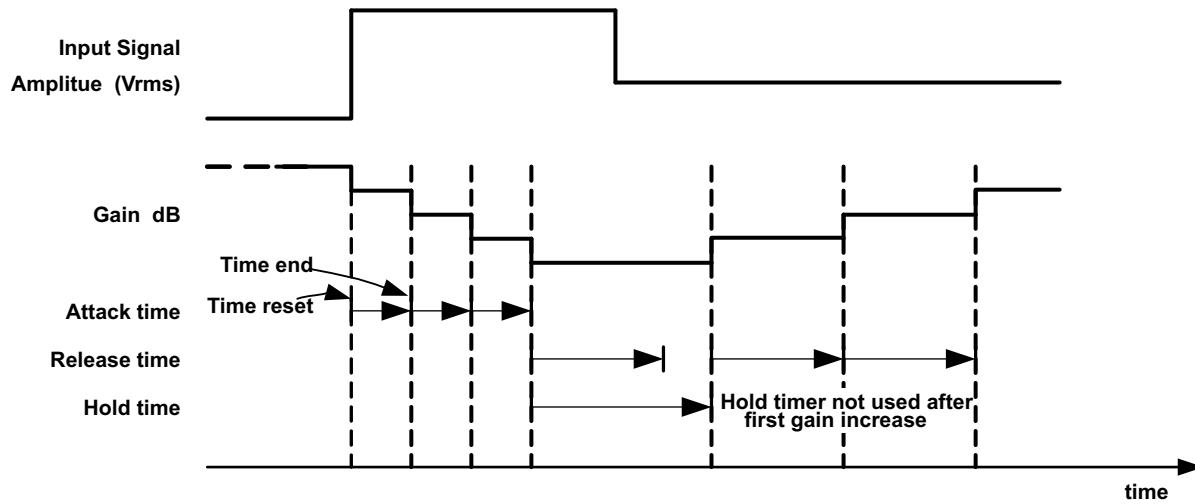 Input Signal
Amplitue (Vrms)
Gain dB
Time end
Time reset
Attack time
Release time
Hold time
Hold timer not used after
first gain increase
time